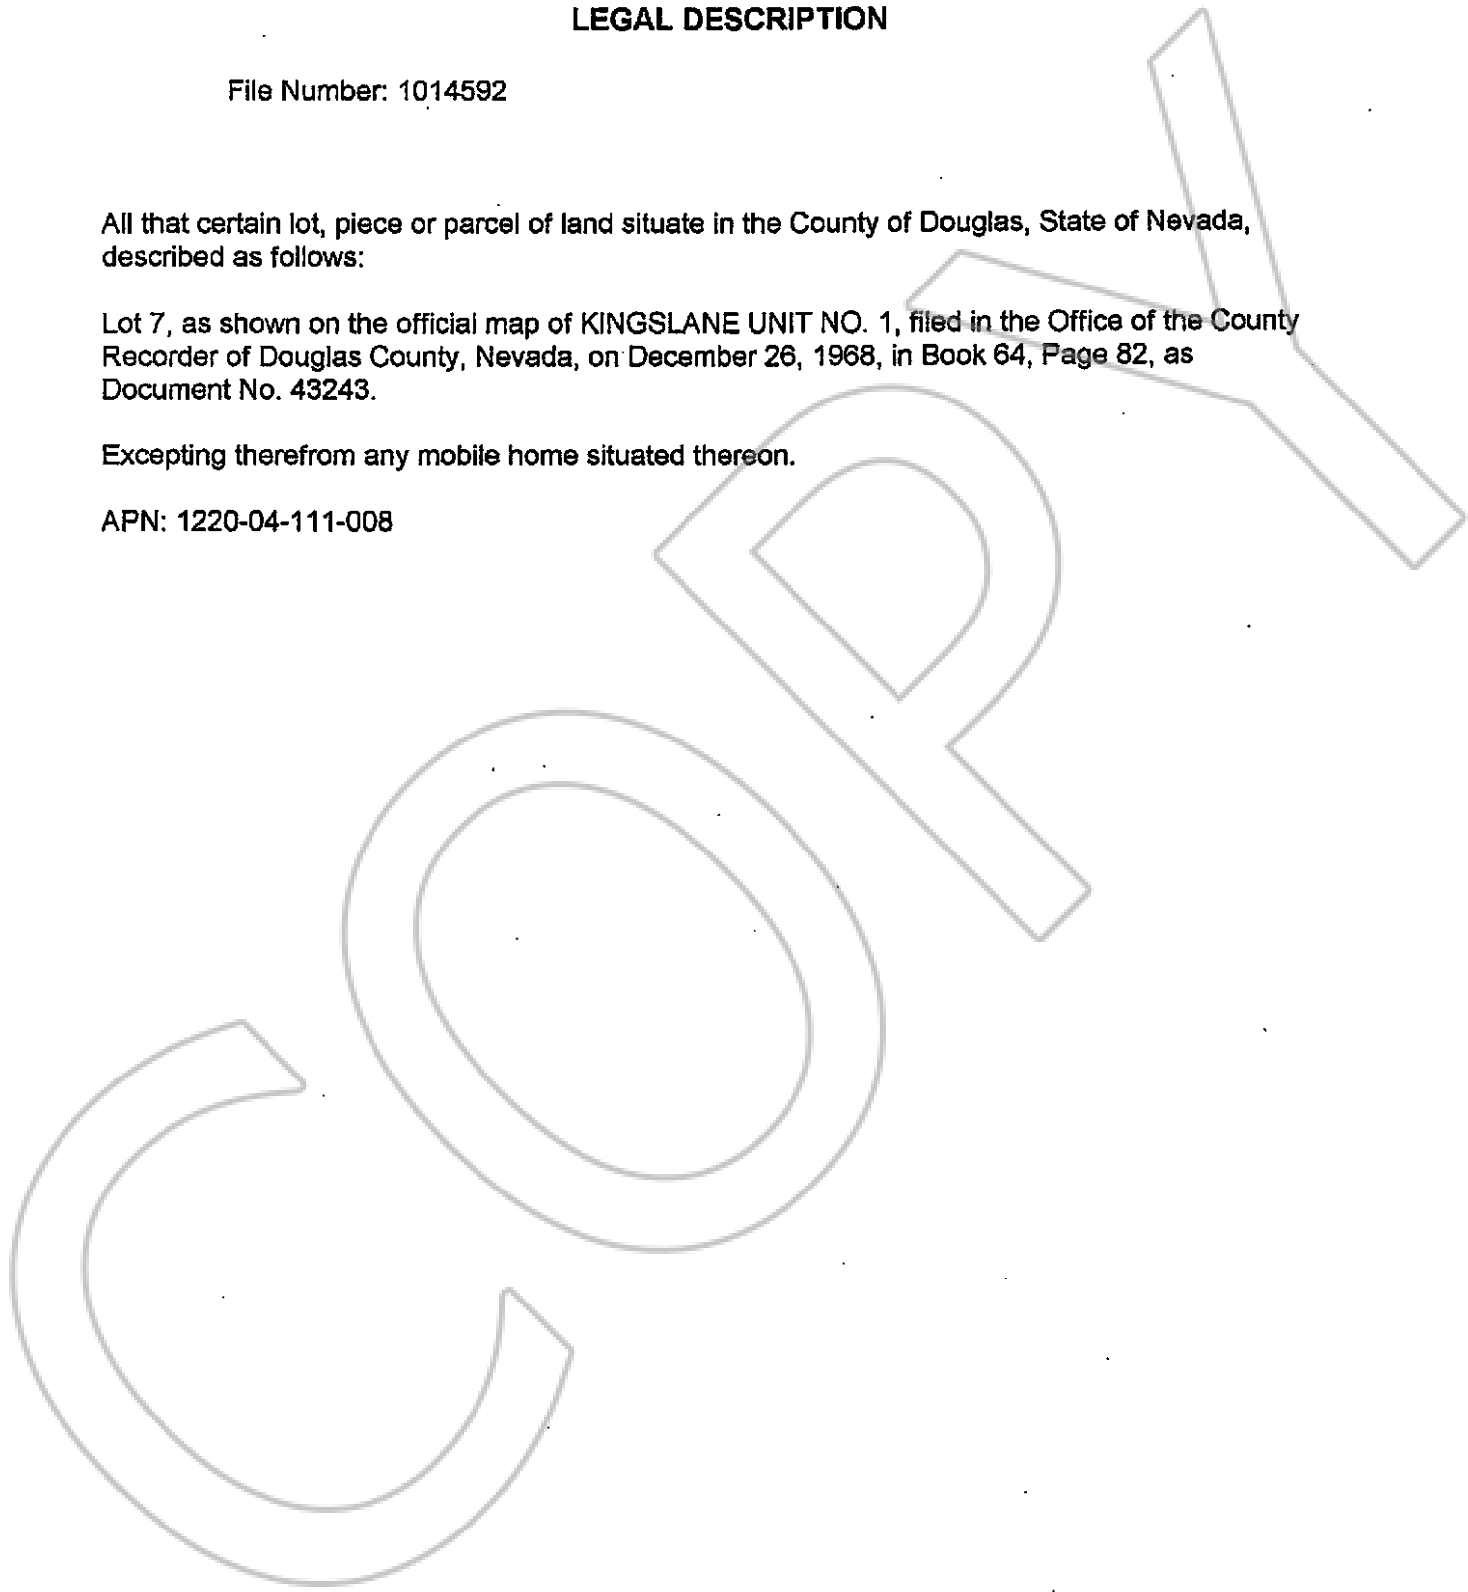 LEGAL DESCRIPTION
File Number: 1014592
All that certain lot, piece or parcel of land situate in the County of Douglas, State of Nevada,
described as follows:
Lot 7, as shown on the official map of KINGSLANE UNIT NO. 1, filed in the Office of the County
Recorder of Douglas County, Nevada, on December 26, 1968, in Book 64, Page 82, as
Document No. 43243.
Excepting therefrom any mobile home situated thereon.
APN: 1220-04-111-008
COPY